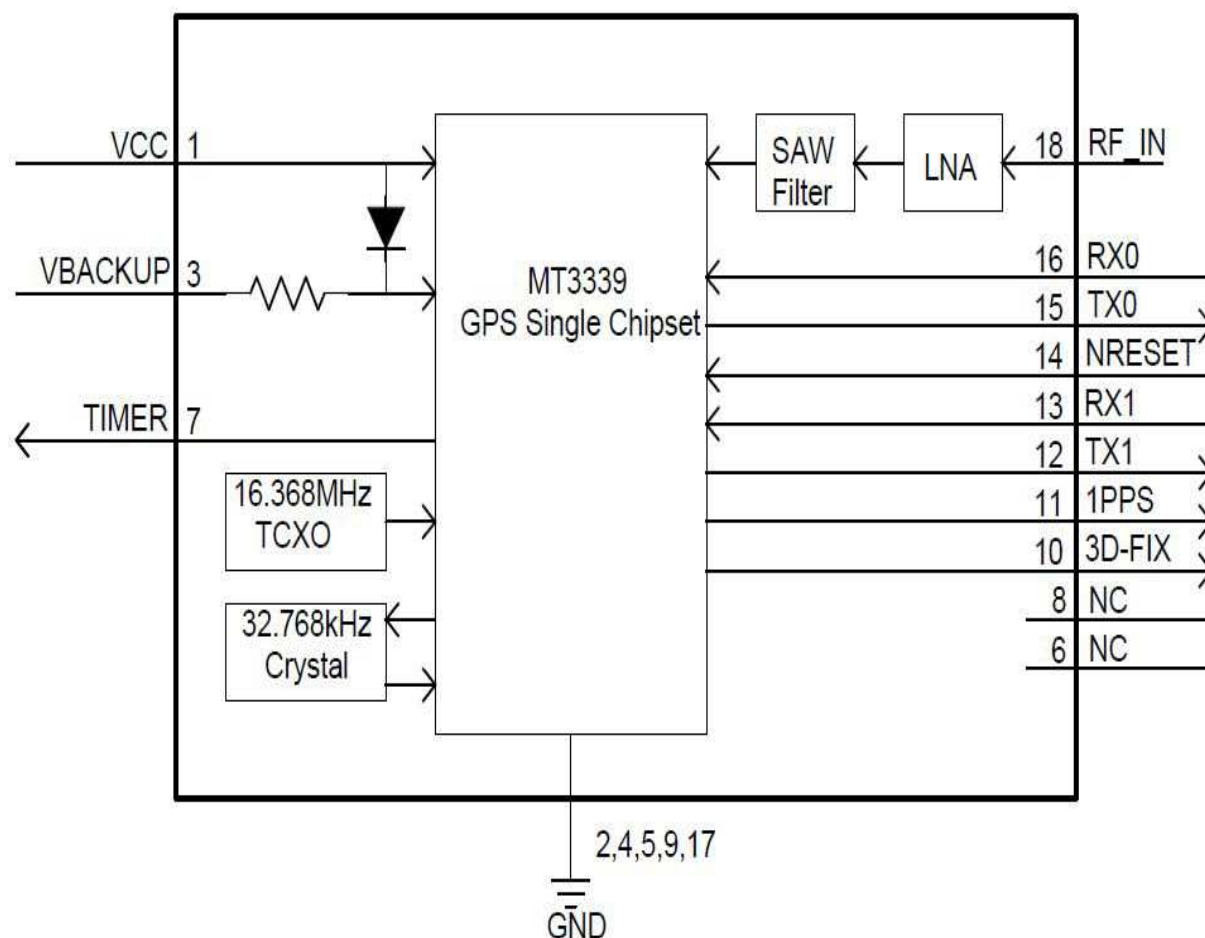 VCC 1
VBACKUP 3
TIMER 7
16.368MHz
TCXO
32.768kHz
Crystal
MT3339
GPS Single Chipset
SAW
Filter
LNA
18 RF_IN
16 RX0
15 TX0
14 NRESET
13 RX1
12 TX1
11 1PPS
10 3D-FIX
8 NC
6 NC
2,4,5,9,17
GND